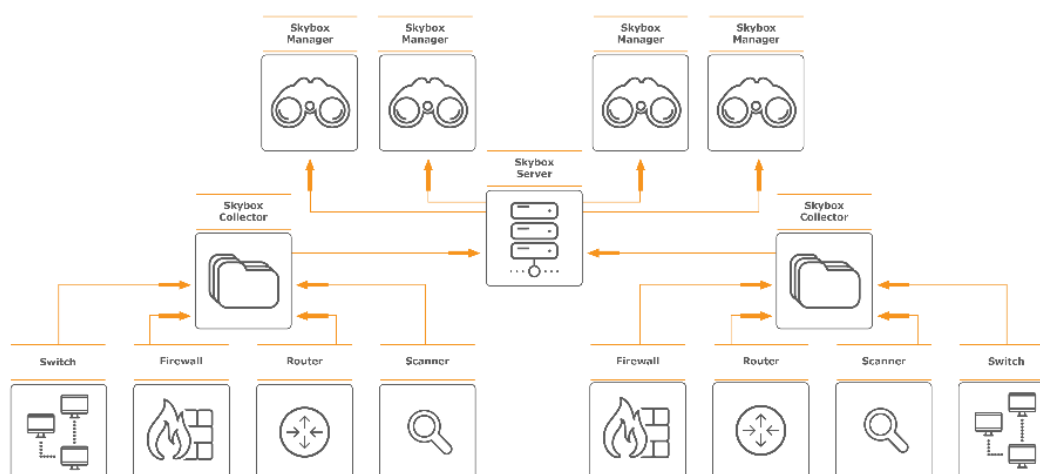 Skybox
Manager
Skybox
Manager
Skybox
Manager
Skybox
Manager
Skybox
Server
Skybox
Collector
Skybox
Collector
Switch
Firewall
Router
Scanner
Firewall
Router
Scanner
Switch